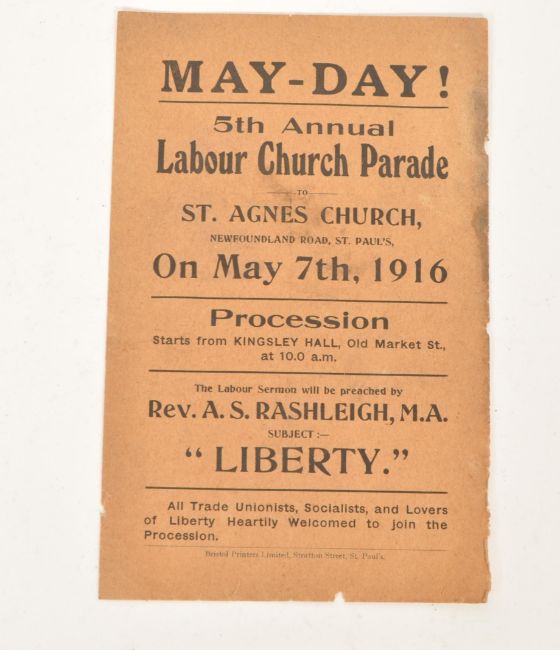 MAY-DAY!
5th Annual
Labour Church Parade
TO
ST. AGNES CHURCH,
NEWFOUNDLAND ROAD, ST. PAUL'S,
On May 7th, 1916
Procession
Starts from KINGSLEY HALL, Old Market St.,
at 10.0 a.m.
The Labour Sermon will be preached by
Rev. A. S. RASHLEIGH, M.A.
SUBJECT :—
“ LIBERTY.”
All Trade Unionists, Socialists, and Lovers
of Liberty Heartily Welcomed to join the
Procession.
Bristol Printers Limited, Stratton Street, St. Paul's.